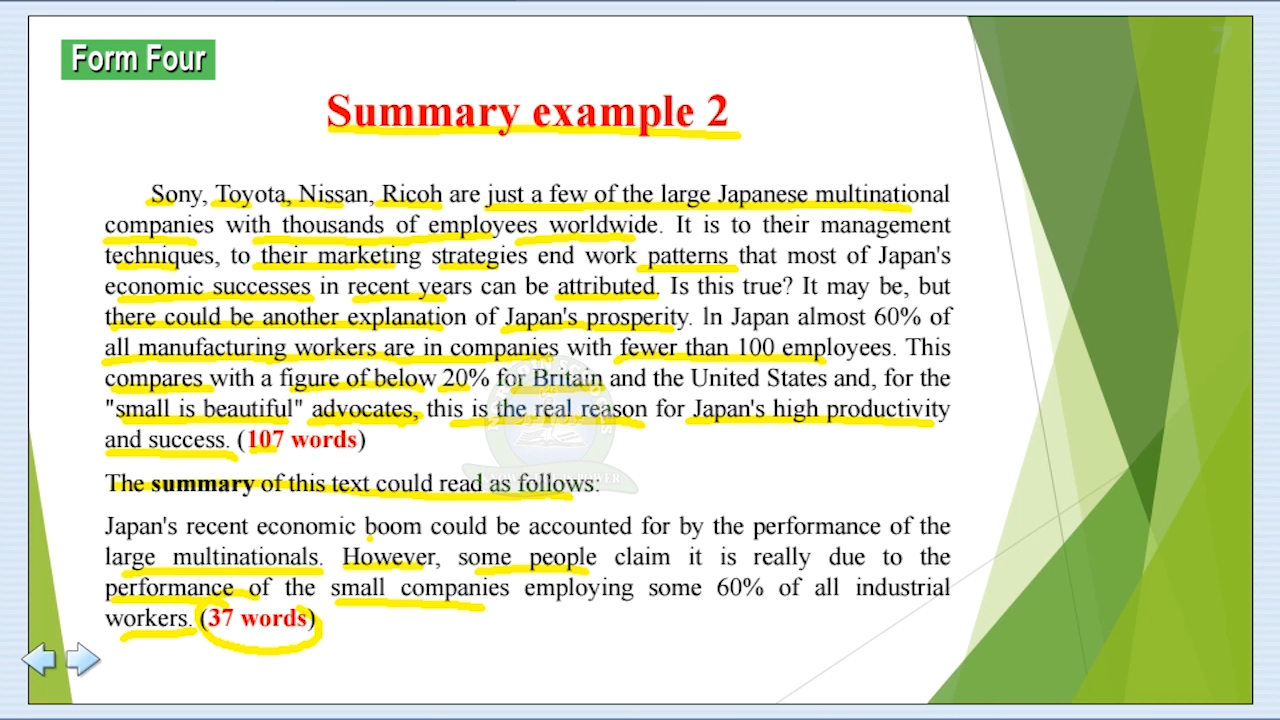 Form Four
Summary example 2
Sony, Toyota, Nissan, Ricoh are just a few of the large Japanese multinational
companies with thousands of employees worldwide. It is to their management
techniques, to their marketing strategies end work patterns that most of Japan's
economic successes in recent years can be attributed. Is this true? It may be, but
there could be another explanation of Japan's prosperity. ln Japan almost 60% of
all manufacturing workers are in companies with fewer than 100 employees. This
compares with a figure of below 20% for Britain and the United States and, for the
"small is beautiful" advocates, this is the real reason for Japan's high productivity
and success. (107 words)
The summary of this text could read as follows:
Japan's recent economic boom could be accounted for by the performance of the
large multinationals. However, some people claim it is really due to the
performance of the small companies employing some 60% of all industrial
workers. (37 words)